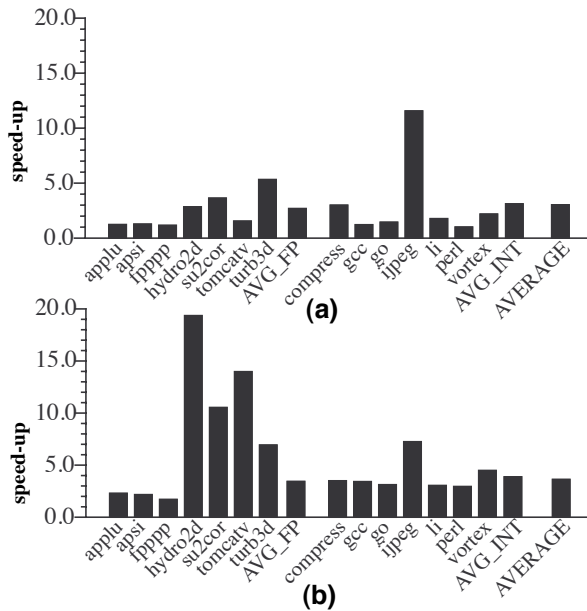 20.0
15.0
10.0
5.0
0.0
speed-up
applu
apsi
fpppp
hydro2d
su2cor
tomcatv
turb3d
AVG_FP
compress
gcc
go
ijpeg
li
perl
vortex
AVG_INT
AVERAGE
(a)
20.0
15.0
10.0
5.0
0.0
speed-up
applu
apsi
fpppp
hydro2d
su2cor
tomcatv
turb3d
AVG_FP
compress
gcc
go
ijpeg
li
perl
vortex
AVG_INT
AVERAGE
(b)